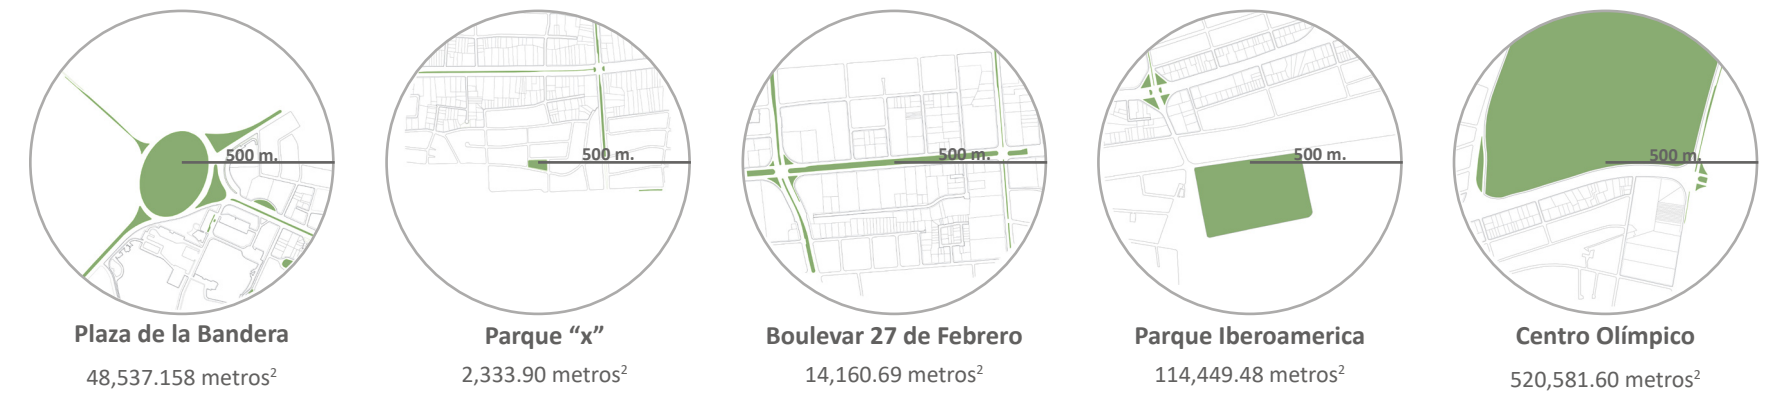 500 m.
500 m.
500 m.
500 m.
500 m.
Plaza de la Bandera
48,537.158 metros²
Parque “x”
2,333.90 metros²
Boulevar 27 de Febrero
14,160.69 metros²
Parque Iberoamerica
114,449.48 metros²
Centro Olímpico
520,581.60 metros²